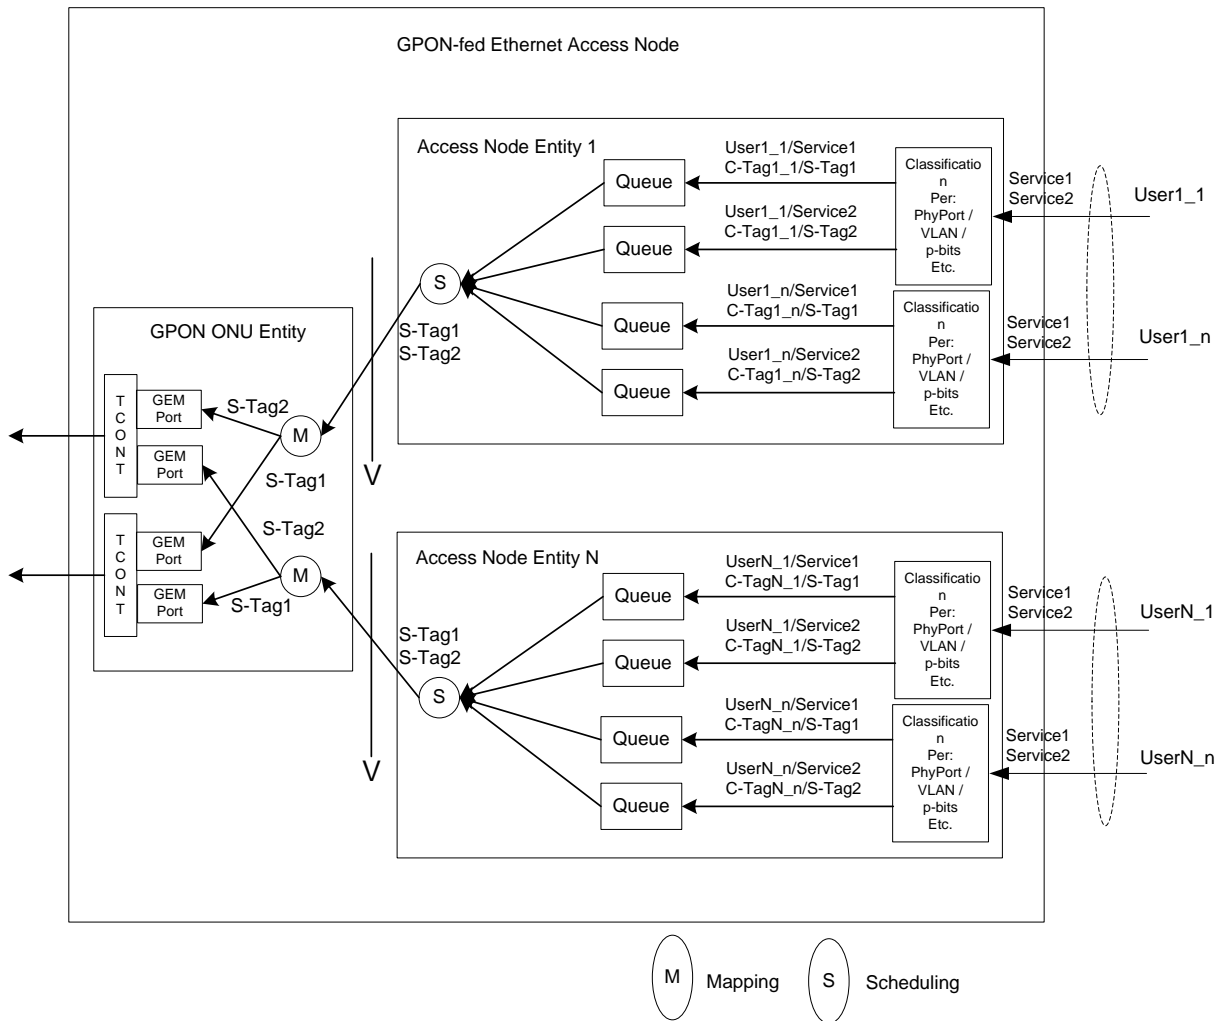 GPON-fed Ethernet Access Node
Access Node Entity 1
User1_1/Service1
C-Tag1_1/S-Tag1
Queue
User1_1/Service2
C-Tag1_1/S-Tag2
Queue
Classificatio
n
Per:
PhyPort /
VLAN /
p-bits
Etc.
Service1
Service2
User1_1
S
User1_n/Service1
C-Tag1_n/S-Tag1
Queue
User1_n/Service2
C-Tag1_n/S-Tag2
Queue
Classificatio
n
Per:
PhyPort /
VLAN /
p-bits
Etc.
Service1
Service2
User1_n
S-Tag1
S-Tag2
V
GPON ONU Entity
T
C
O
N
T
GEM
Port
GEM
Port
S-Tag2
M
S-Tag1
T
C
O
N
T
GEM
Port
GEM
Port
S-Tag2
M
S-Tag1
Access Node Entity N
UserN_1/Service1
C-TagN_1/S-Tag1
Queue
UserN_1/Service2
C-TagN_1/S-Tag2
Queue
Classificatio
n
Per:
PhyPort /
VLAN /
p-bits
Etc.
Service1
Service2
UserN_1
S-Tag1
S-Tag2
S
V
UserN_n/Service1
C-TagN_n/S-Tag1
Queue
UserN_n/Service2
C-TagN_n/S-Tag2
Queue
Classificatio
n
Per:
PhyPort /
VLAN /
p-bits
Etc.
Service1
Service2
UserN_n
M Mapping
S Scheduling